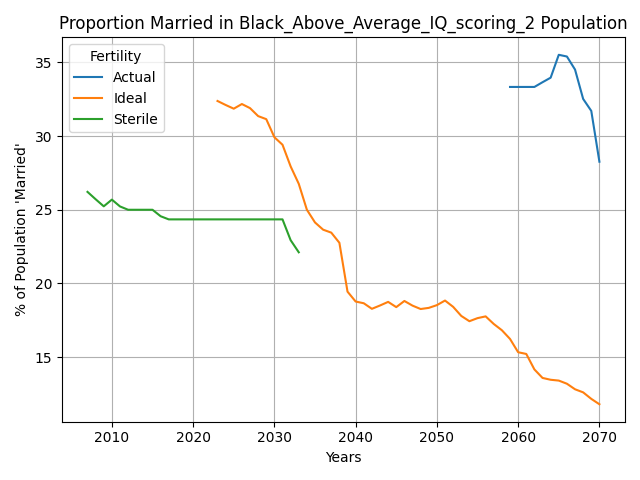 Proportion Married in Black_Above_Average_IQ_scoring_2 Population
Fertility
Actual
Ideal
Sterile
% of Population 'Married'
35
30
25
20
15
2010 2020 2030 2040 2050 2060 2070
Years